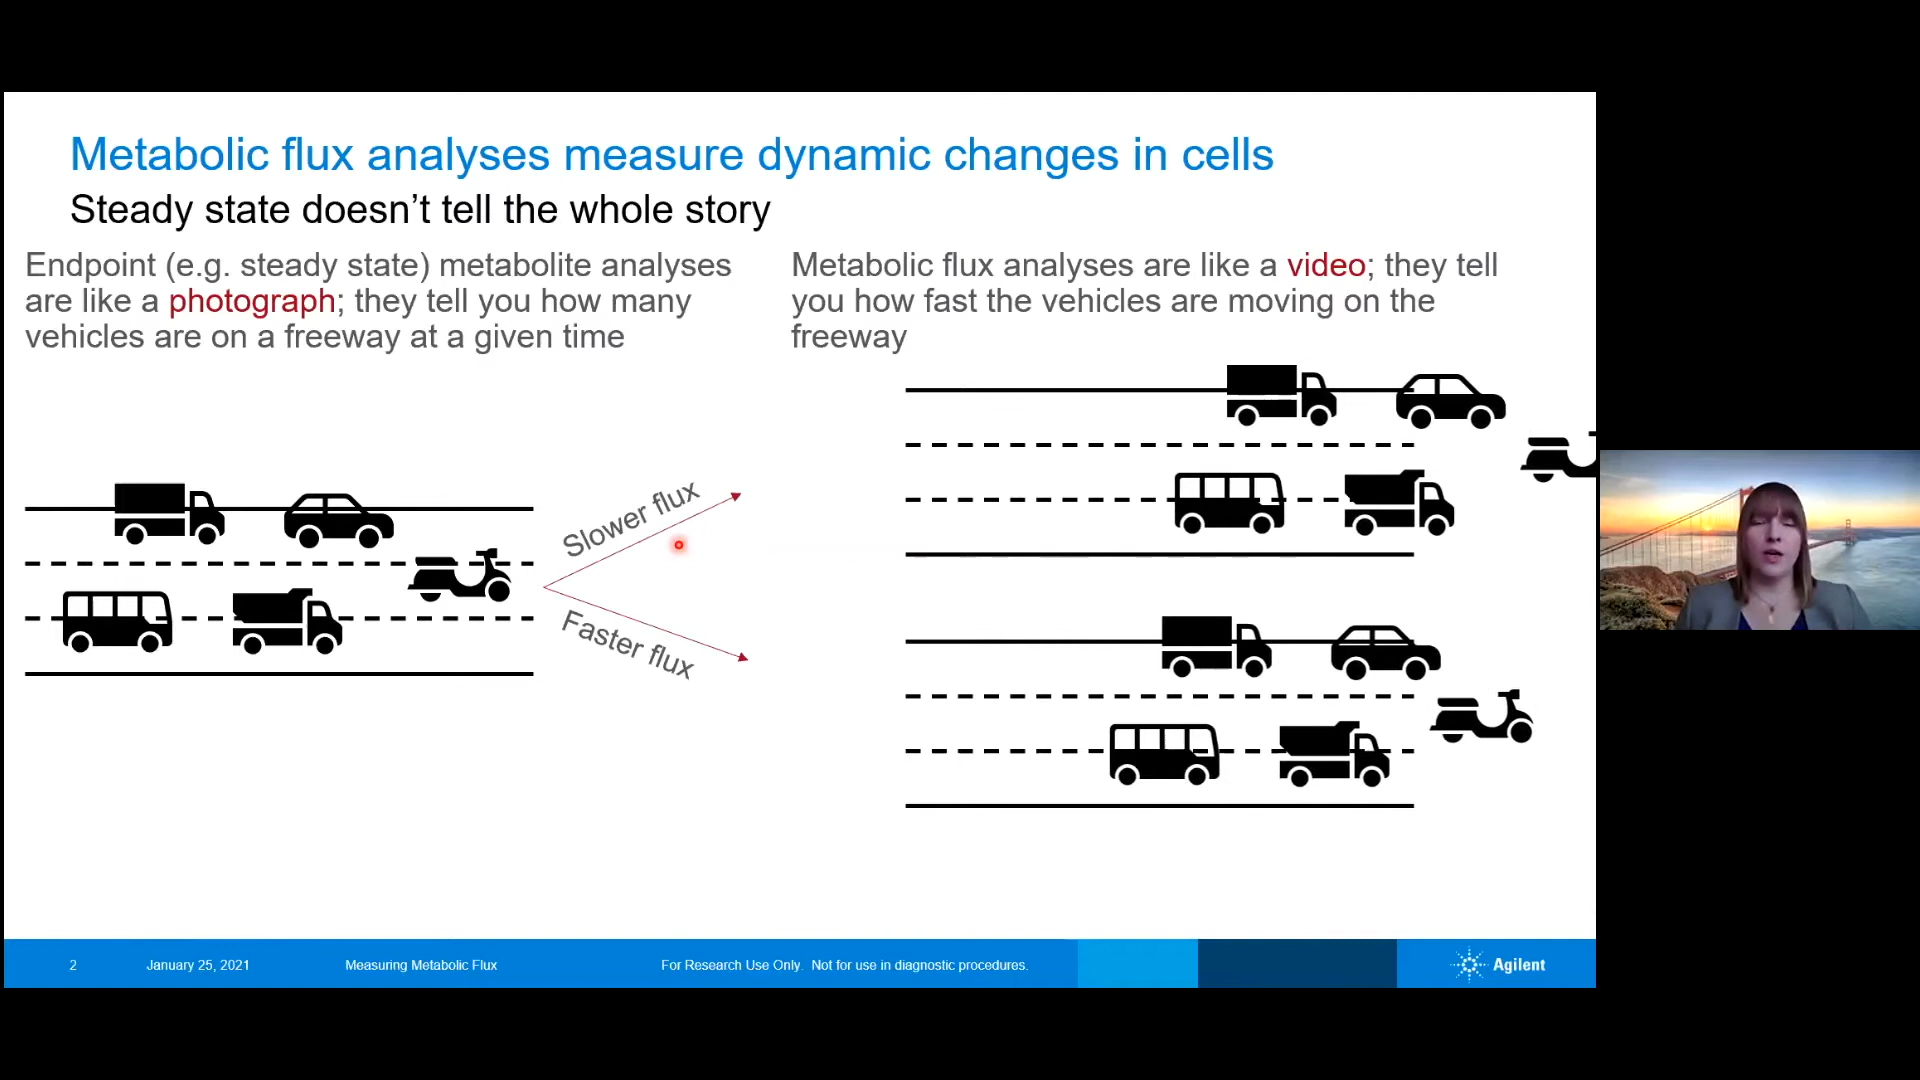 Metabolic flux analyses measure dynamic changes in cells
Steady state doesn’t tell the whole story
Endpoint (e.g. steady state) metabolite analyses
are like a photograph; they tell you how many
vehicles are on a freeway at a given time
Metabolic flux analyses are like a video; they tell
you how fast the vehicles are moving on the
freeway
Slower flux
Faster flux
2
January 25, 2021
Measuring Metabolic Flux
For Research Use Only. Not for use in diagnostic procedures.
Agilent